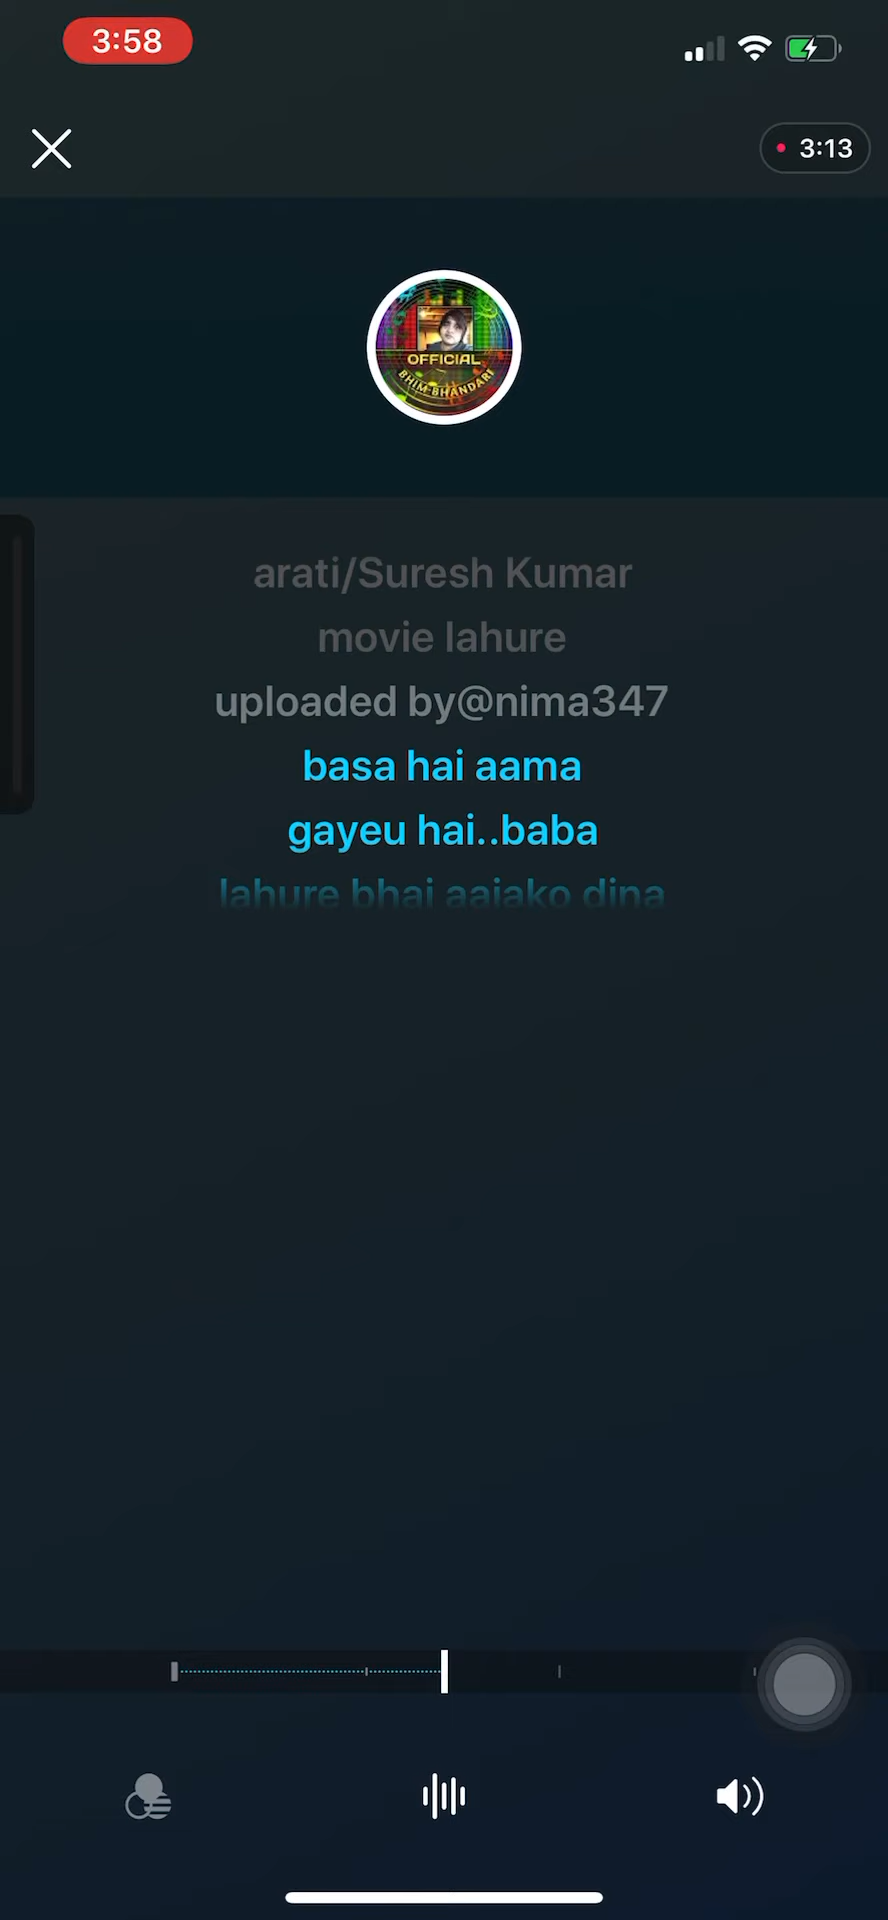 3:58
3:13
OFFICIAL
BHIM BHANDARI
arati/Suresh Kumar
movie lahure
uploaded by@nima347
basa hai aama
gayeu hai..baba
lahure bhai aaiako dina